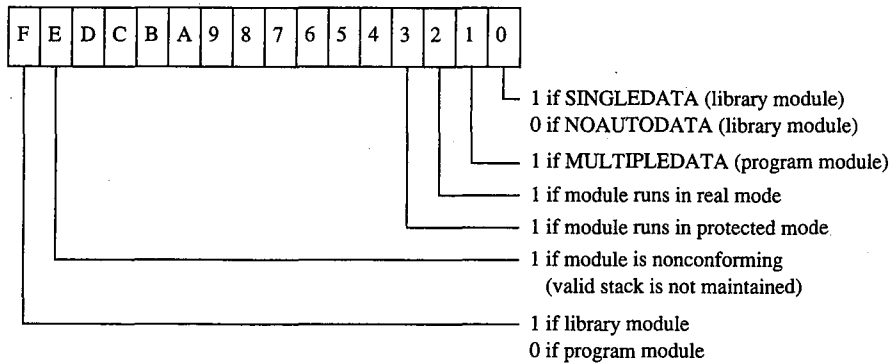 F E D C B A 9 8 7 6 5 4 3 2 1 0
1 if SINGLEDATA (library module)
0 if NOAUTODATA (library module)
1 if MULTIPLEDATA (program module)
1 if module runs in real mode
1 if module runs in protected mode
1 if module is nonconforming
(valid stack is not maintained)
1 if library module
0 if program module